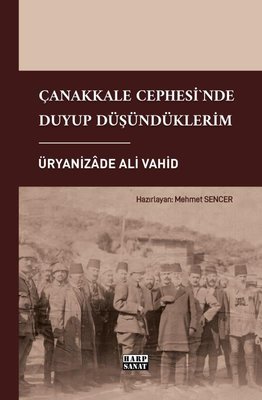 ÇANAKKALE CEPHESİ`NDE
DUYUP DÜŞÜNDÜKLERİM
ÜRYANİZÂDE ALİ VAHİD
Hazırlayan: Mehmet SENCER
HARP
SANAT